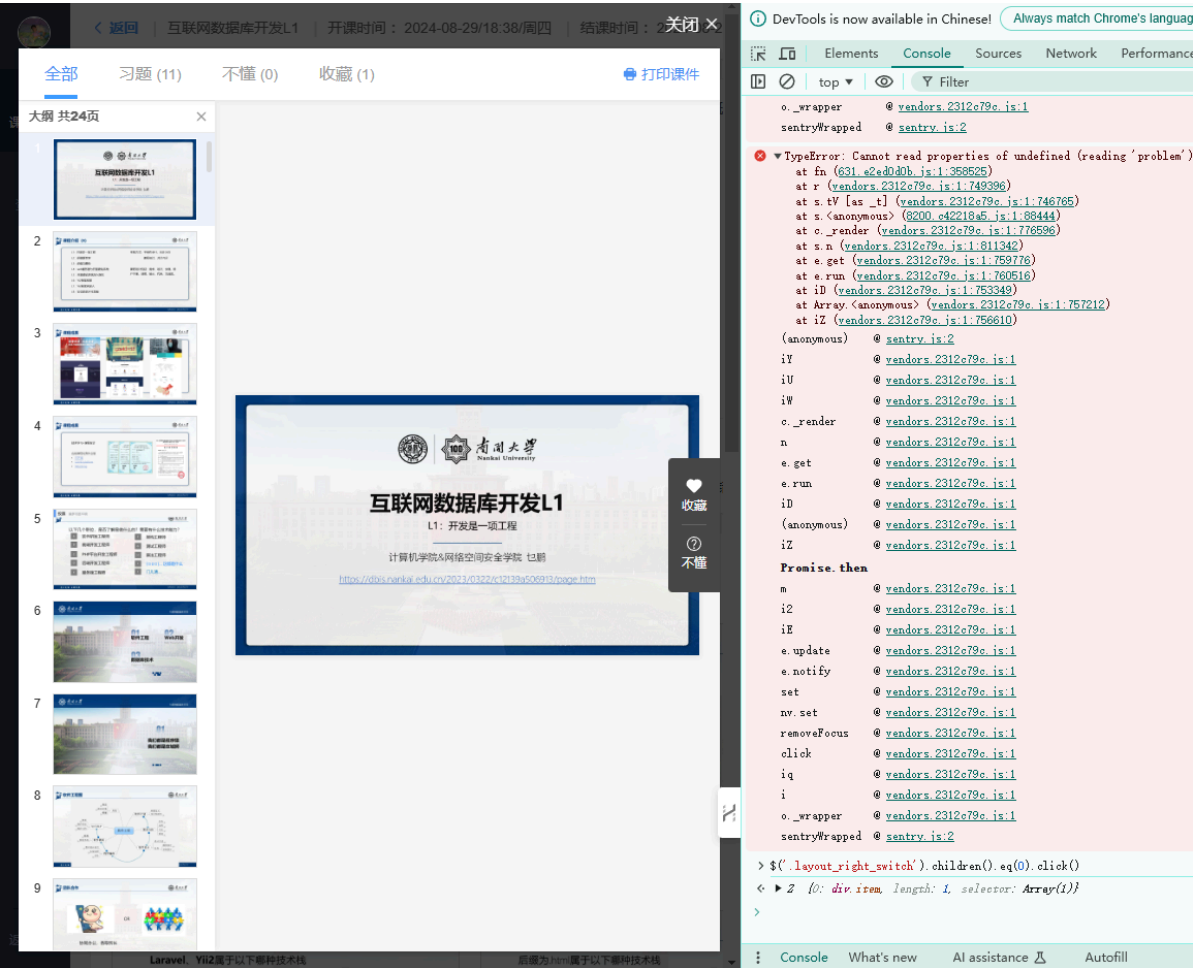 返回 互联网数据库开发L1 开课时间： 2024-08-29/18:38/周四 结课时间：
关闭 ×
全部 习题 (11) 不懂 (0) 收藏 (1) 打印课件
大纲 共24页 ×
1
互联网数据库开发L1
2
3
4
5
6
7
8
9
南开大学
Nankai University
互联网数据库开发L1
L1：开发是一项工程
计算机学院&网络空间安全学院 乜鹏
https://dbis.nankai.edu.cn/2023/0322/c12139a506913/page.htm
收藏
不懂
Laravel、Yii2属于以下哪种技术栈
后缀为.html属于以下哪种技术栈
DevTools is now available in Chinese! Always match Chrome's languag
Elements Console Sources Network Performance
top ▼ Filter
o._wrapper @ vendors.2312c79c.js:1
sentryWrapped @ sentry.js:2
▼TypeError: Cannot read properties of undefined (reading 'problem')
at fn (631.e2ed0d0b.js:1:358525)
at r (vendors.2312c79c.js:1:749396)
at s.tV [as _t] (vendors.2312c79c.js:1:746765)
at s.<anonymous> (8200.c42218a5.js:1:88444)
at c._render (vendors.2312c79c.js:1:776596)
at s.n (vendors.2312c79c.js:1:811342)
at e.get (vendors.2312c79c.js:1:759776)
at e.run (vendors.2312c79c.js:1:760516)
at iD (vendors.2312c79c.js:1:753349)
at Array.<anonymous> (vendors.2312c79c.js:1:757212)
at iZ (vendors.2312c79c.js:1:756610)
(anonymous) @ sentry.js:2
iY @ vendors.2312c79c.js:1
iU @ vendors.2312c79c.js:1
iW @ vendors.2312c79c.js:1
c._render @ vendors.2312c79c.js:1
n @ vendors.2312c79c.js:1
e.get @ vendors.2312c79c.js:1
e.run @ vendors.2312c79c.js:1
iD @ vendors.2312c79c.js:1
(anonymous) @ vendors.2312c79c.js:1
iZ @ vendors.2312c79c.js:1
Promise.then
m @ vendors.2312c79c.js:1
i2 @ vendors.2312c79c.js:1
iE @ vendors.2312c79c.js:1
e.update @ vendors.2312c79c.js:1
e.notify @ vendors.2312c79c.js:1
set @ vendors.2312c79c.js:1
nv.set @ vendors.2312c79c.js:1
removeFocus @ vendors.2312c79c.js:1
click @ vendors.2312c79c.js:1
iq @ vendors.2312c79c.js:1
i @ vendors.2312c79c.js:1
o._wrapper @ vendors.2312c79c.js:1
sentryWrapped @ sentry.js:2
> $('.layout_right_switch').children().eq(0).click()
▶ Z {0: div.item, length: 1, selector: Array(1)}
>
Console What's new AI assistance Autofill